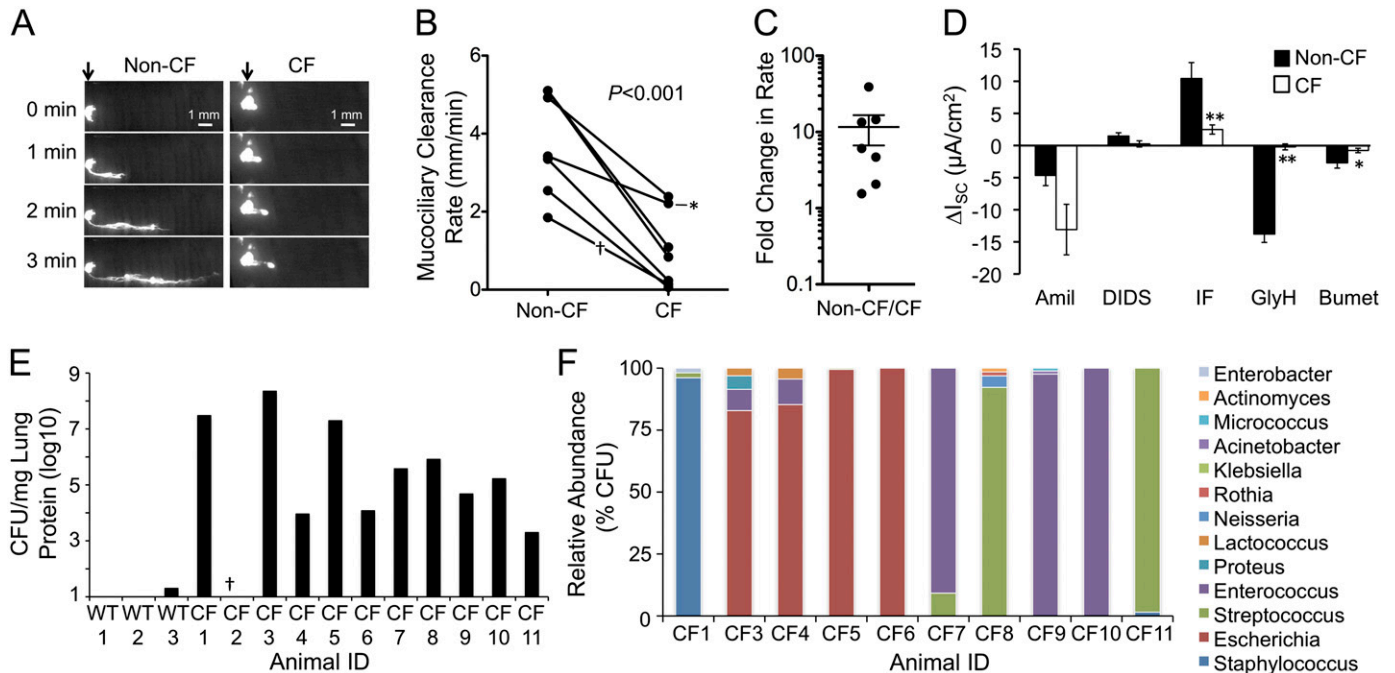 A
Non-CF CF
0 min 1 mm 1 mm
1 min
2 min
3 min
B
Mucociliary Clearance
Rate (mm/min)
6
4
2
0
P<0.001
*
†
Non-CF CF
C
Fold Change in Rate
100
10
1
0.1
Non-CF/CF
D
ΔISC (µA/cm2)
15
10
5
0
-5
-10
-15
-20
Non-CF
CF
**
**
*
Amil DIDS IF GlyH Bumet
E
CFU/mg Lung
Protein (log10)
9
7
5
3
1
†
WT WT WT CF CF CF CF CF CF CF CF CF CF CF
1 2 3 1 2 3 4 5 6 7 8 9 10 11
Animal ID
F
Relative Abundance
(% CFU)
100
75
50
25
0
CF1 CF3 CF4 CF5 CF6 CF7 CF8 CF9 CF10 CF11
Animal ID
Enterobacter
Actinomyces
Micrococcus
Acinetobacter
Klebsiella
Rothia
Neisseria
Lactococcus
Proteus
Enterococcus
Streptococcus
Escherichia
Staphylococcus